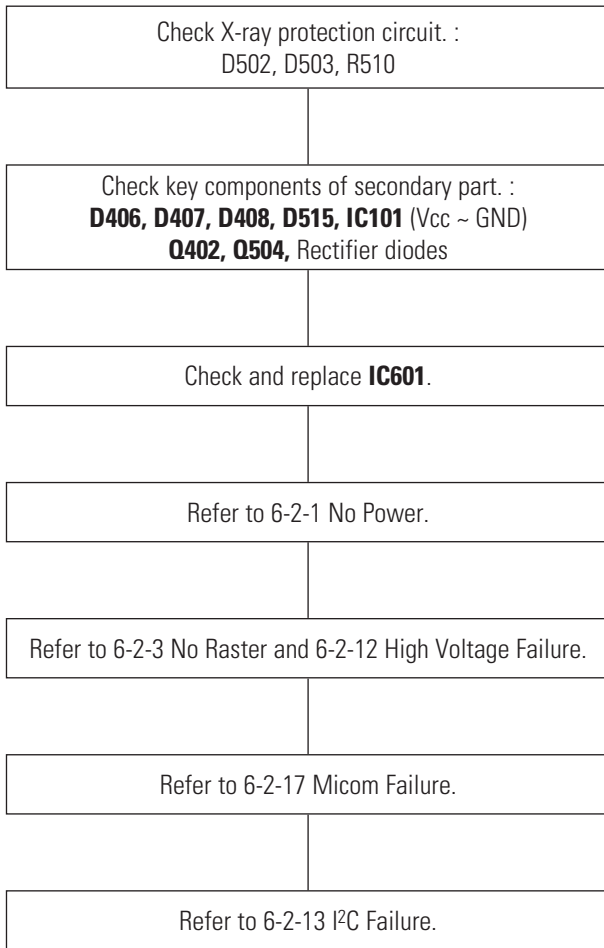 Check X-ray protection circuit. :
D502, D503, R510
Check key components of secondary part. :
D406, D407, D408, D515, IC101 (Vcc ~ GND)
Q402, Q504, Rectifier diodes
Check and replace IC601.
Refer to 6-2-1 No Power.
Refer to 6-2-3 No Raster and 6-2-12 High Voltage Failure.
Refer to 6-2-17 Micom Failure.
Refer to 6-2-13 I²C Failure.